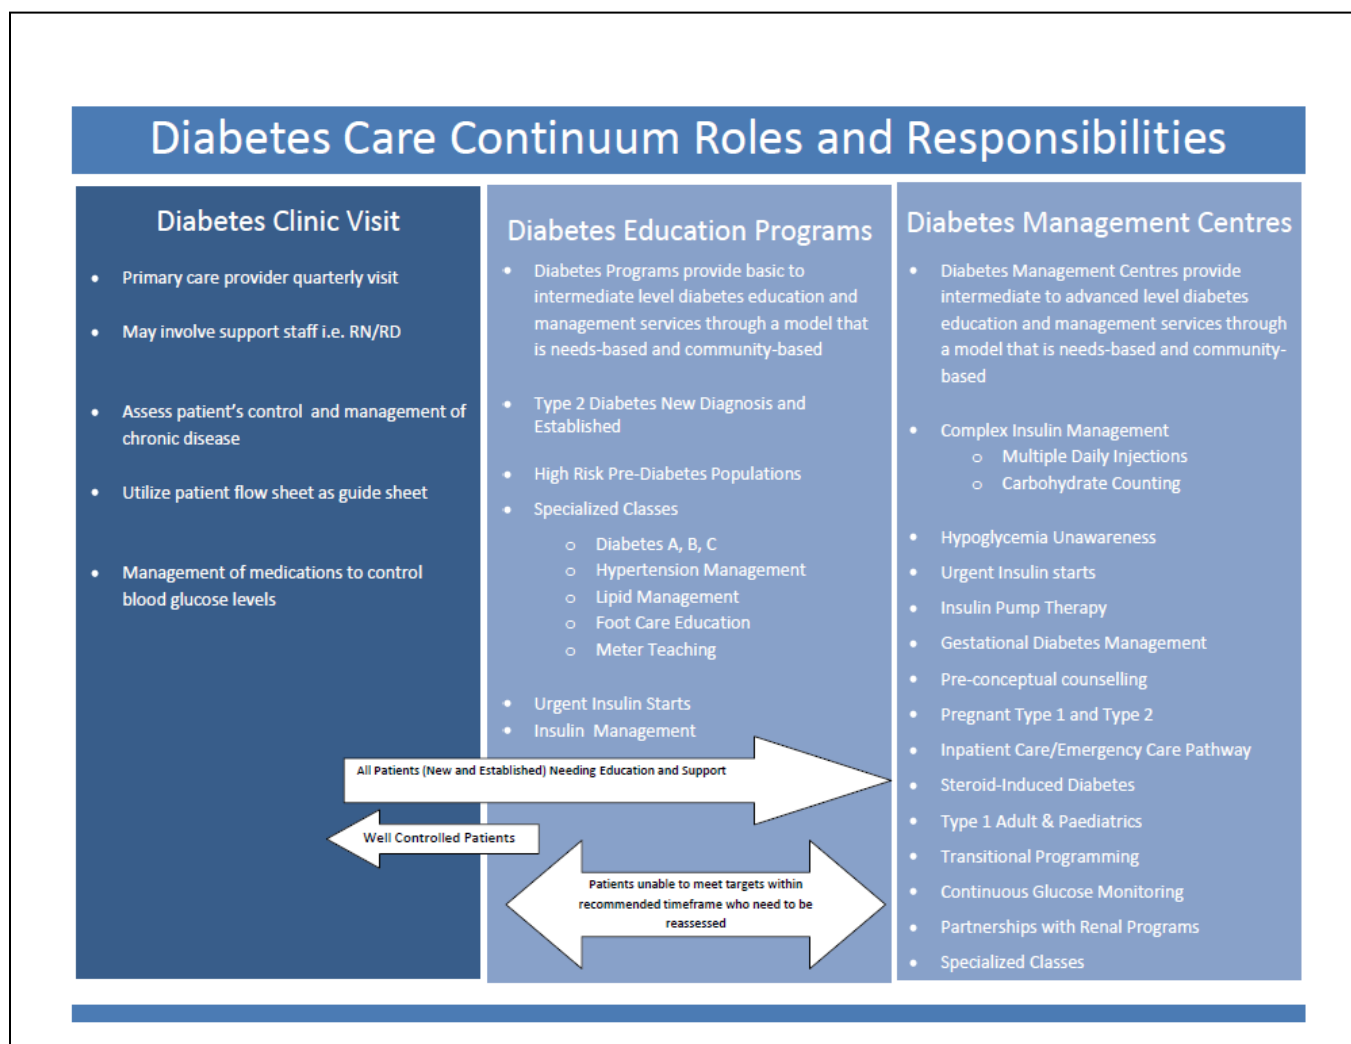 Diabetes Care Continuum Roles and Responsibilities
Diabetes Clinic Visit
• Primary care provider quarterly visit
• May involve support staff i.e. RN/RD
• Assess patient's control and management of
chronic disease
• Utilize patient flow sheet as guide sheet
• Management of medications to control
blood glucose levels
Diabetes Education Programs
• Diabetes Programs provide basic to
intermediate level diabetes education and
management services through a model that
is needs-based and community-based
• Type 2 Diabetes New Diagnosis and
Established
• High Risk Pre-Diabetes Populations
• Specialized Classes
o Diabetes A, B, C
o Hypertension Management
o Lipid Management
o Foot Care Education
o Meter Teaching
• Urgent Insulin Starts
• Insulin Management
Diabetes Management Centres
• Diabetes Management Centres provide
intermediate to advanced level diabetes
education and management services through
a model that is needs-based and community-
based
• Complex Insulin Management
o Multiple Daily Injections
o Carbohydrate Counting
• Hypoglycemia Unawareness
• Urgent Insulin starts
• Insulin Pump Therapy
• Gestational Diabetes Management
• Pre-conceptual counselling
• Pregnant Type 1 and Type 2
• Inpatient Care/Emergency Care Pathway
• Steroid-Induced Diabetes
• Type 1 Adult & Paediatrics
• Transitional Programming
• Continuous Glucose Monitoring
• Partnerships with Renal Programs
• Specialized Classes
All Patients (New and Established) Needing Education and Support
Well Controlled Patients
Patients unable to meet targets within
recommended timeframe who need to be
reassessed